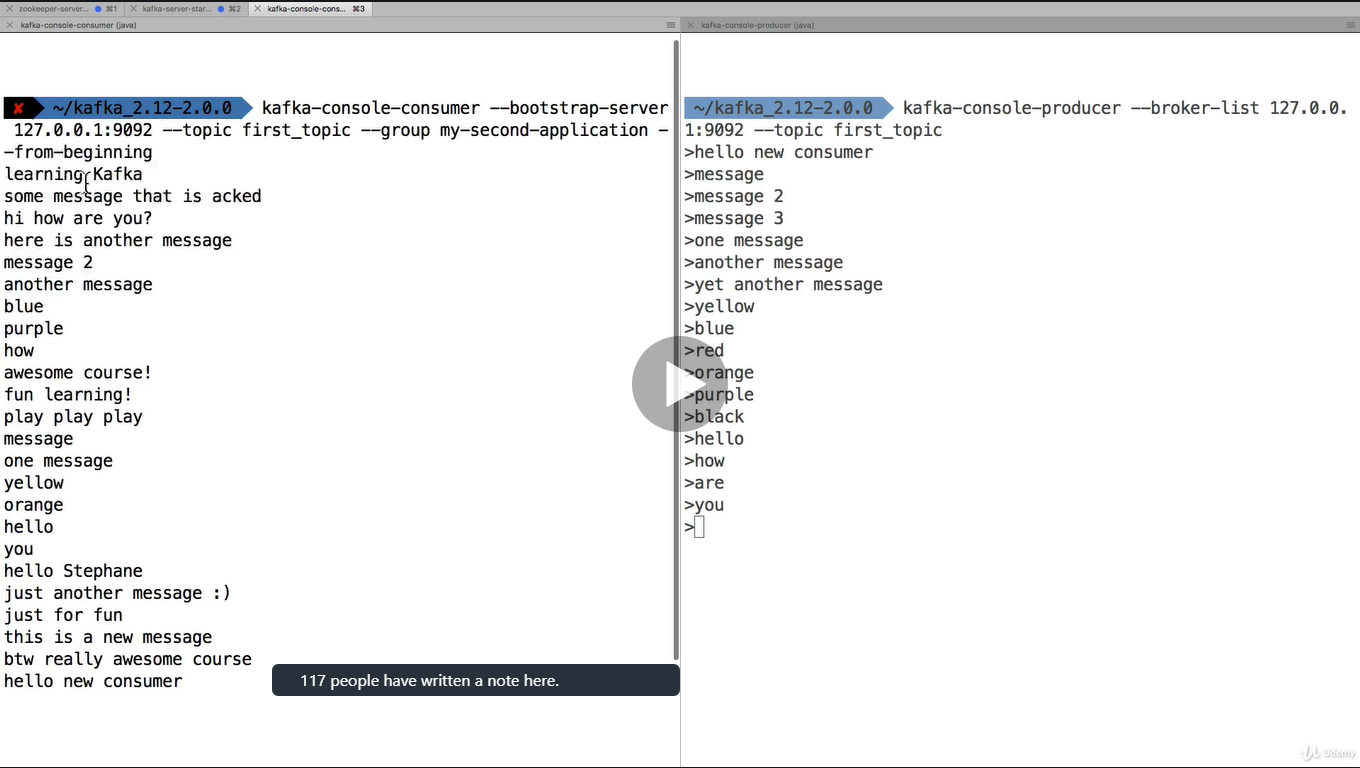 zookeeper-server... ⌘1 kafka-server-star... ⌘2 kafka-console-cons... ⌘3
kafka-console-consumer (java)
kafka-console-producer (java)
✘ ~/kafka_2.12-2.0.0 kafka-console-consumer --bootstrap-server
127.0.0.1:9092 --topic first_topic --group my-second-application -
-from-beginning
learning Kafka
some message that is acked
hi how are you?
here is another message
message 2
another message
blue
purple
how
awesome course!
fun learning!
play play play
message
one message
yellow
orange
hello
you
hello Stephane
just another message :)
just for fun
this is a new message
btw really awesome course
hello new consumer
~/kafka_2.12-2.0.0 kafka-console-producer --broker-list 127.0.0.
1:9092 --topic first_topic
>hello new consumer
>message
>message 2
>message 3
>one message
>another message
>yet another message
>yellow
>blue
>red
>orange
>purple
>black
>hello
>how
>are
>you
>
117 people have written a note here.
Udemy